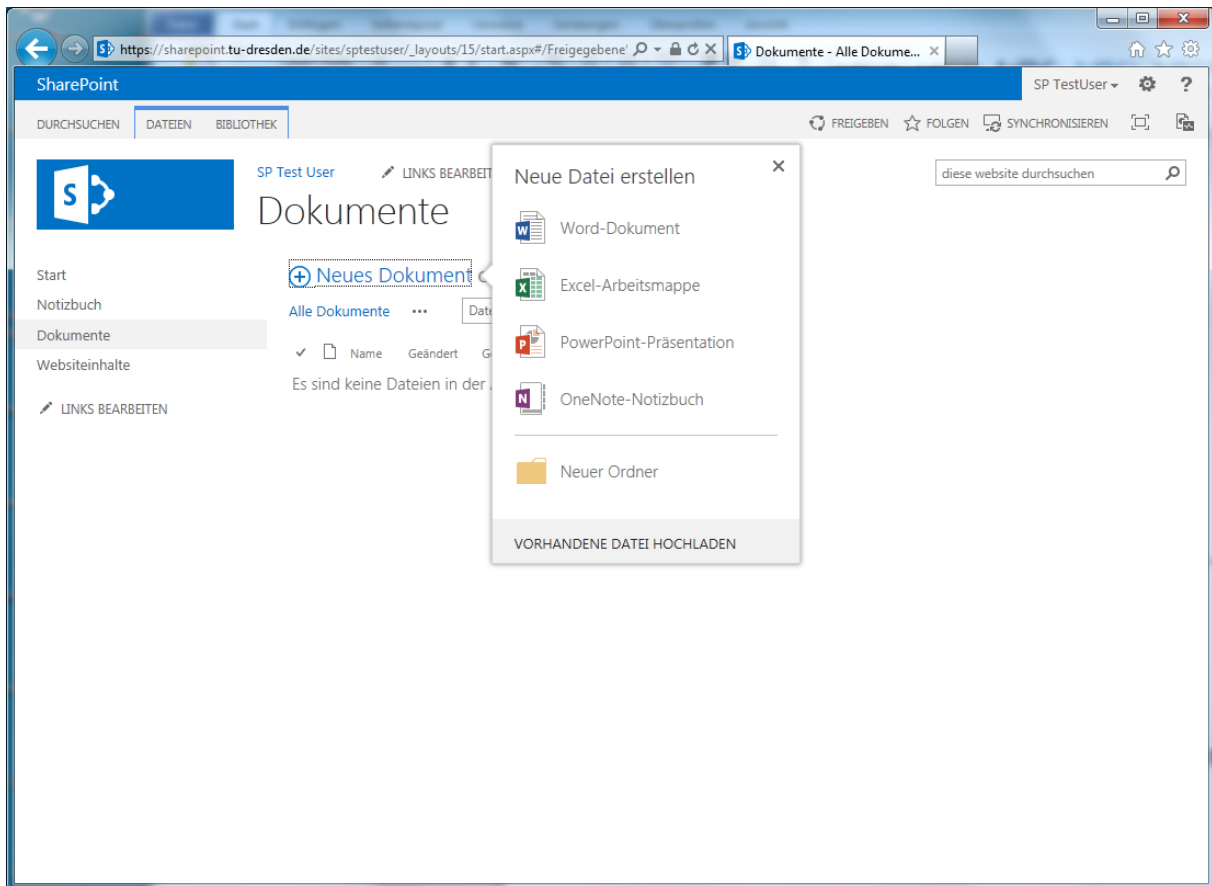 https://sharepoint.tu-dresden.de/sites/sptestuser/_layouts/15/start.aspx#/Freigegebene'
Dokumente - Alle Dokume...
SharePoint
SP TestUser
?
DURCHSUCHEN DATEIEN BIBLIOTHEK
FREIGEBEN FOLGEN SYNCHRONISIEREN
SP Test User LINKS BEARBEIT
diese website durchsuchen
Dokumente
Start
Notizbuch
Dokumente
Websiteinhalte
LINKS BEARBEITEN
Neues Dokument
Alle Dokumente ... Date
Name Geändert G
Es sind keine Dateien in der
Neue Datei erstellen
Word-Dokument
Excel-Arbeitsmappe
PowerPoint-Präsentation
OneNote-Notizbuch
Neuer Ordner
VORHANDENE DATEI HOCHLADEN